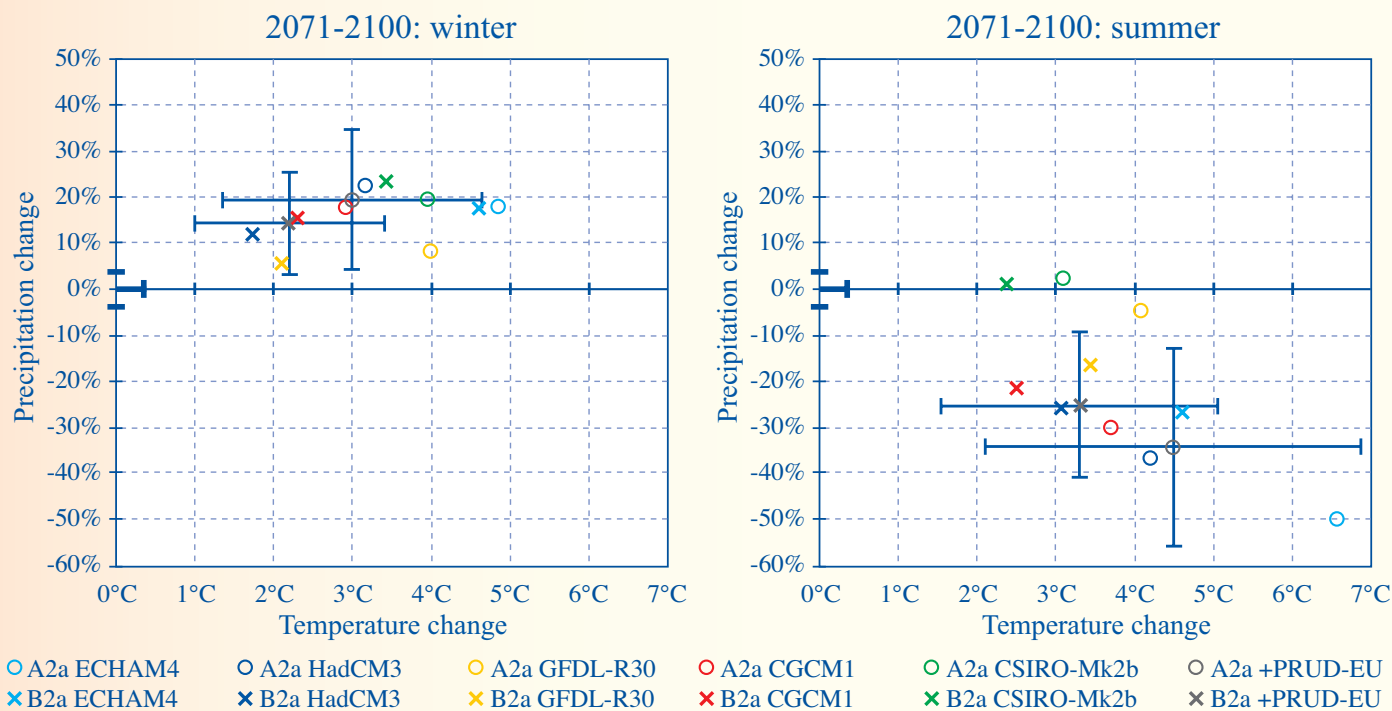 2071-2100: winter
50%
40%
30%
20%
10%
0%
-10%
-20%
-30%
-40%
-50%
-60%
Precipitation change
0°C 1°C 2°C 3°C 4°C 5°C 6°C 7°C
Temperature change
2071-2100: summer
50%
40%
30%
20%
10%
0%
-10%
-20%
-30%
-40%
-50%
-60%
Precipitation change
0°C 1°C 2°C 3°C 4°C 5°C 6°C 7°C
Temperature change
A2a ECHAM4 A2a HadCM3 A2a GFDL-R30 A2a CGCM1 A2a CSIRO-Mk2b A2a +PRUD-EU
B2a ECHAM4 B2a HadCM3 B2a GFDL-R30 B2a CGCM1 B2a CSIRO-Mk2b B2a +PRUD-EU